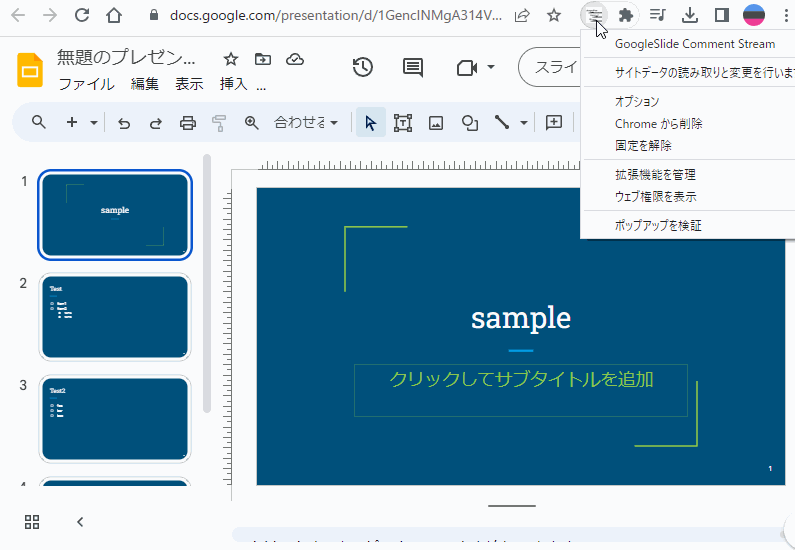 docs.google.com/presentation/d/1GencINMgA314V...
GoogleSlide Comment Stream
サイトデータの読み取りと変更を行いま
オプション
Chrome から削除
固定を解除
拡張機能を管理
ウェブ権限を表示
ポップアップを検証
無題のプレゼン...
ファイル 編集 表示 挿入 ...
スライ
合わせる
1
sample
2
Test
3
Test2
4
sample
クリックしてサブタイトルを追加
1